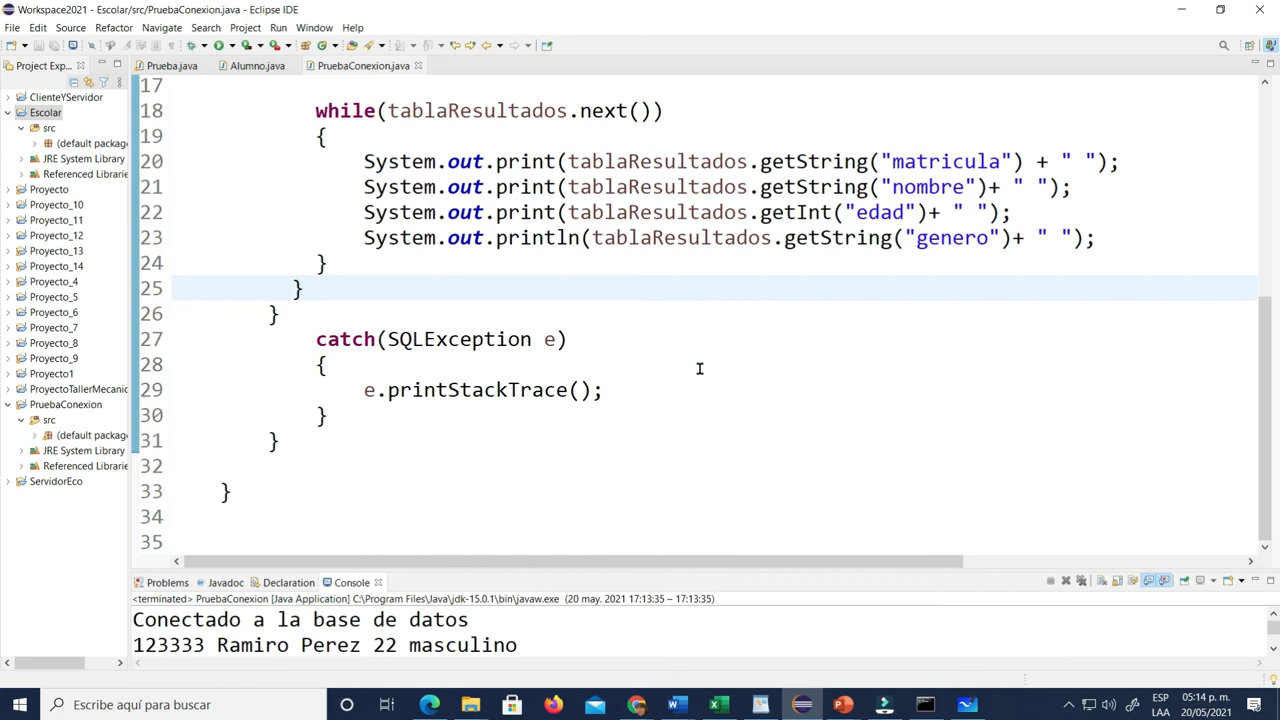 Workspace2021 - Escolar/src/PruebaConexion.java - Eclipse IDE
File Edit Source Refactor Navigate Search Project Run Window Help
Project Exp...
Prueba.java Alumno.java PruebaConexion.java
ClienteYServidor
Escolar
src
(default package
JRE System Library
Referenced Librarie
Proyecto
Proyecto_10
Proyecto_11
Proyecto_12
Proyecto_13
Proyecto_14
Proyecto_4
Proyecto_5
Proyecto_6
Proyecto_7
Proyecto_8
Proyecto_9
Proyecto1
ProyectoTallerMecanic
PruebaConexion
src
(default package
JRE System Library
Referenced Librarie
ServidorEco
17
18 while(tablaResultados.next())
19 {
20 System.out.print(tablaResultados.getString("matricula") + " ");
21 System.out.print(tablaResultados.getString("nombre")+ " ");
22 System.out.print(tablaResultados.getInt("edad")+ " ");
23 System.out.println(tablaResultados.getString("genero")+ " ");
24 }
25 }
26 }
27 catch(SQLException e)
28 {
29 e.printStackTrace();
30 }
31 }
32
33 }
34
35
Problems Javadoc Declaration Console
<terminated> PruebaConexion [Java Application] C:\Program Files\Java\jdk-15.0.1\bin\javaw.exe (20 may. 2021 17:13:35 – 17:13:35)
Conectado a la base de datos
123333 Ramiro Perez 22 masculino
Escribe aquí para buscar
ESP
LAA
05:14 p. m.
20/05/2021